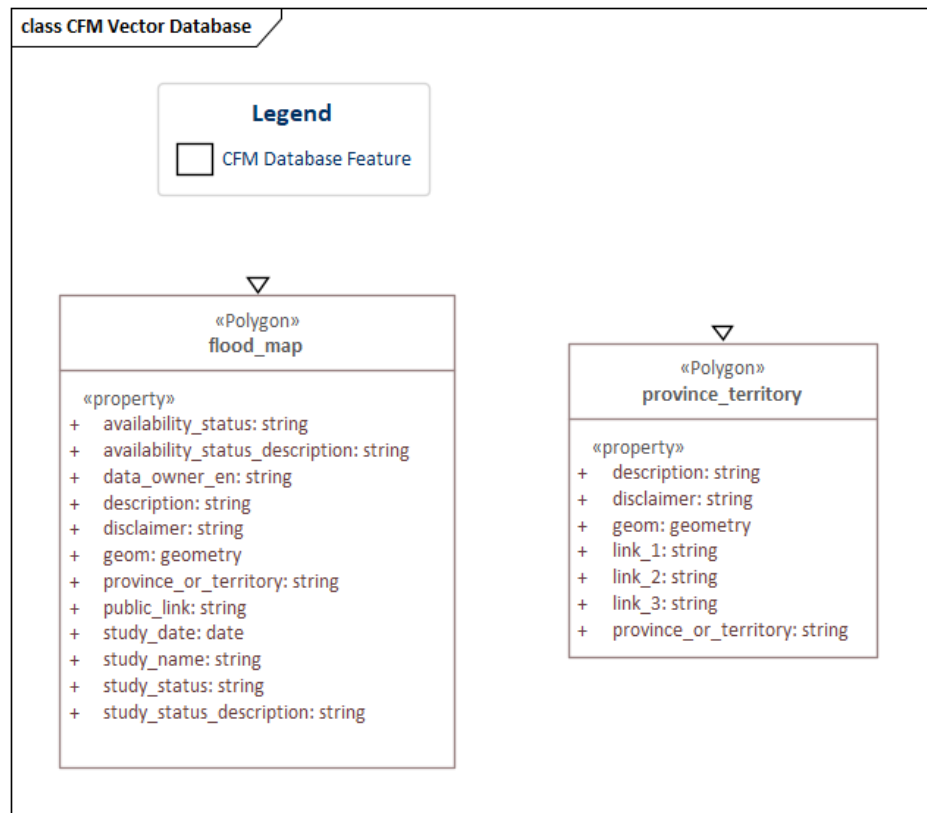 class CFM Vector Database
Legend
CFM Database Feature
«Polygon»
flood_map
«property»
+ availability_status: string
+ availability_status_description: string
+ data_owner_en: string
+ description: string
+ disclaimer: string
+ geom: geometry
+ province_or_territory: string
+ public_link: string
+ study_date: date
+ study_name: string
+ study_status: string
+ study_status_description: string
«Polygon»
province_territory
«property»
+ description: string
+ disclaimer: string
+ geom: geometry
+ link_1: string
+ link_2: string
+ link_3: string
+ province_or_territory: string